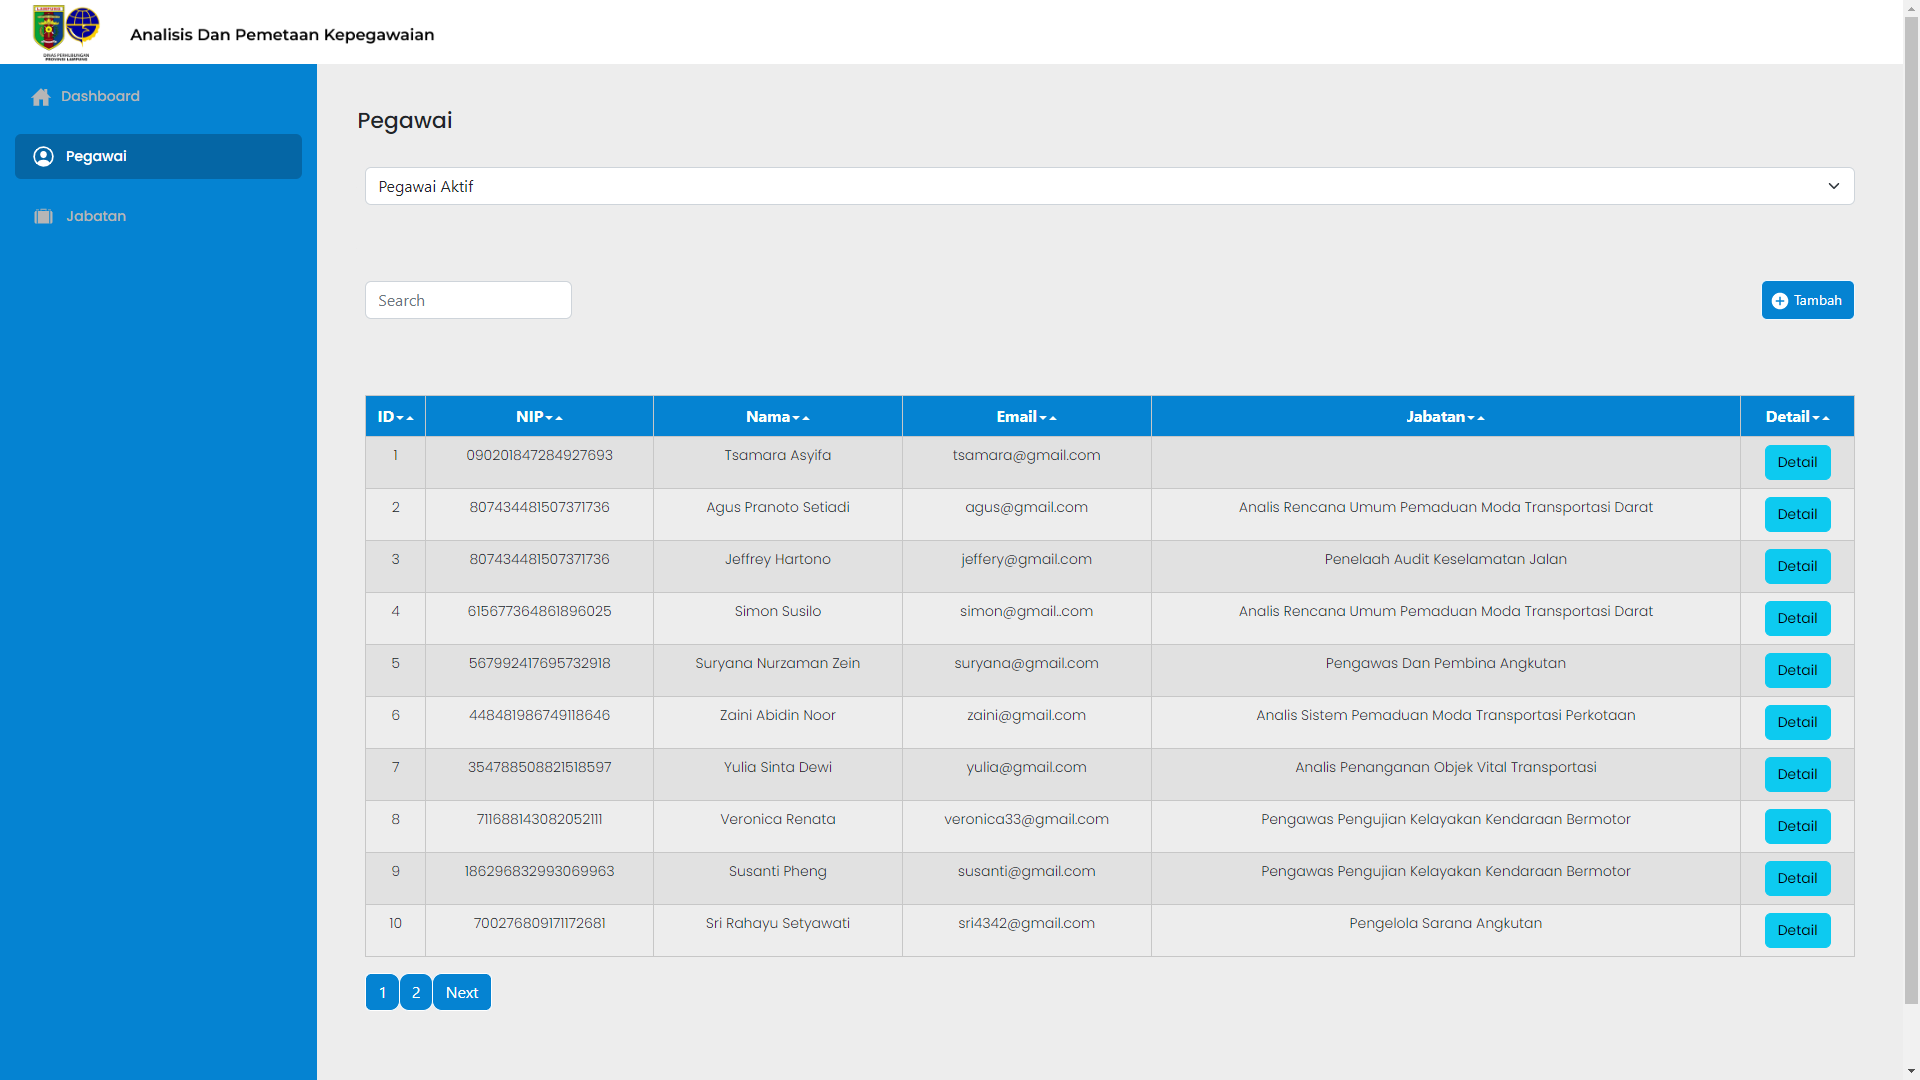 LAMPUNG
DINAS PERHUBUNGAN
PROVINSI LAMPUNG
Analisis Dan Pemetaan Kepegawaian
Dashboard
Pegawai
Jabatan
Pegawai
Pegawai Aktif
Search
Tambah
ID NIP Nama Email Jabatan Detail
1 090201847284927693 Tsamara Asyifa tsamara@gmail.com Detail
2 807434481507371736 Agus Pranoto Setiadi agus@gmail.com Analis Rencana Umum Pemaduan Moda Transportasi Darat Detail
3 807434481507371736 Jeffrey Hartono jeffery@gmail.com Penelaah Audit Keselamatan Jalan Detail
4 615677364861896025 Simon Susilo simon@gmail..com Analis Rencana Umum Pemaduan Moda Transportasi Darat Detail
5 567992417695732918 Suryana Nurzaman Zein suryana@gmail.com Pengawas Dan Pembina Angkutan Detail
6 448481986749118646 Zaini Abidin Noor zaini@gmail.com Analis Sistem Pemaduan Moda Transportasi Perkotaan Detail
7 354788508821518597 Yulia Sinta Dewi yulia@gmail.com Analis Penanganan Objek Vital Transportasi Detail
8 711688143082052111 Veronica Renata veronica33@gmail.com Pengawas Pengujian Kelayakan Kendaraan Bermotor Detail
9 186296832993069963 Susanti Pheng susanti@gmail.com Pengawas Pengujian Kelayakan Kendaraan Bermotor Detail
10 700276809171172681 Sri Rahayu Setyawati sri4342@gmail.com Pengelola Sarana Angkutan Detail
1 2 Next